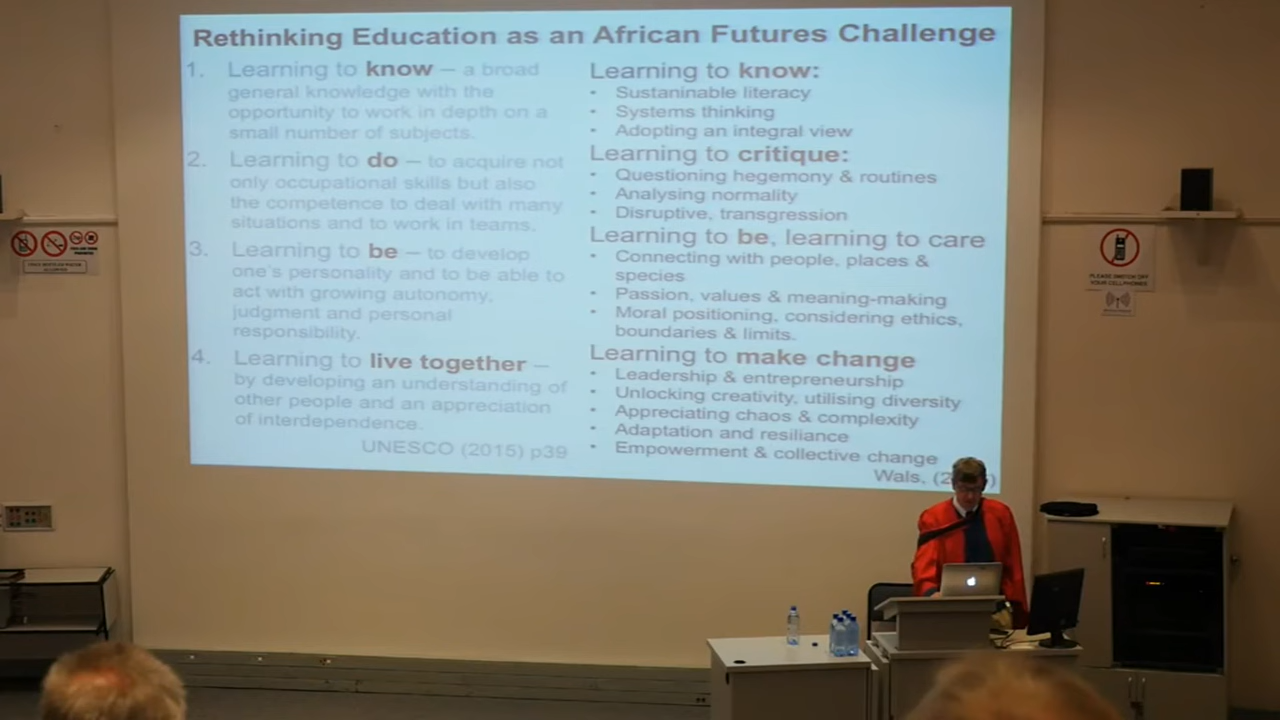 Rethinking Education as an African Futures Challenge
1. Learning to know – a broad
general knowledge with the
opportunity to work in depth on a
small number of subjects.
2. Learning to do – to acquire not
only occupational skills but also
the competence to deal with many
situations and to work in teams.
3. Learning to be – to develop
one's personality and to be able to
act with growing autonomy,
judgment and personal
responsibility.
4. Learning to live together –
by developing an understanding of
other people and an appreciation
of interdependence.
UNESCO (2015) p39
Learning to know:
• Sustaninable literacy
• Systems thinking
• Adopting an integral view
Learning to critique:
• Questioning hegemony & routines
• Analysing normality
• Disruptive, transgression
Learning to be, learning to care
• Connecting with people, places &
species
• Passion, values & meaning-making
• Moral positioning, considering ethics,
boundaries & limits.
Learning to make change
• Leadership & entrepreneurship
• Unlocking creativity, utilising diversity
• Appreciating chaos & complexity
• Adaptation and resiliance
• Empowerment & collective change
Wals,
PLEASE SWITCH OFF
YOUR CELLPHONES